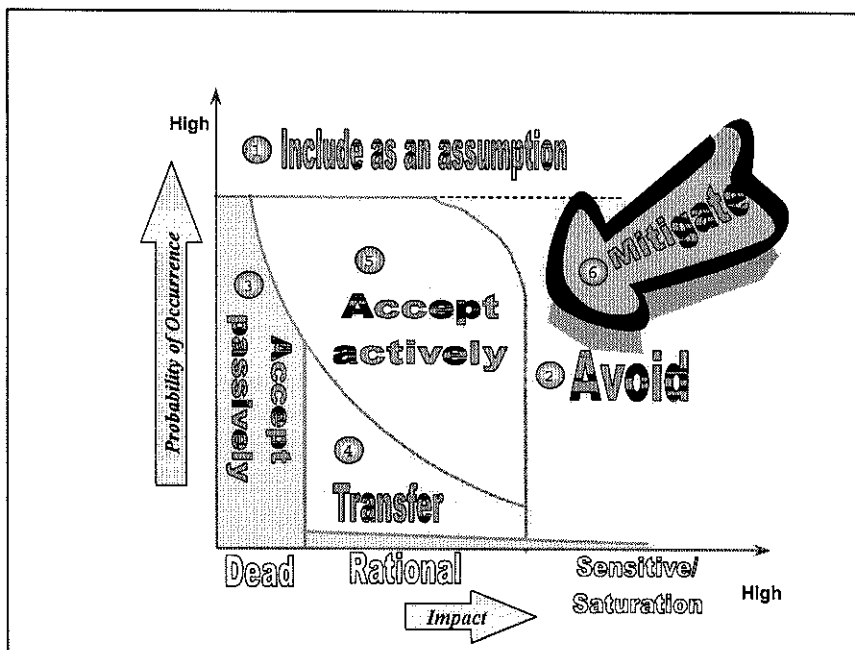 High
1 Include as an assumption
Probability of Occurrence
3 Accept
passively
5
Accept
actively
6 Mitigate
2 Avoid
4
Transfer
Dead Rational Sensitive/
Saturation
High
Impact